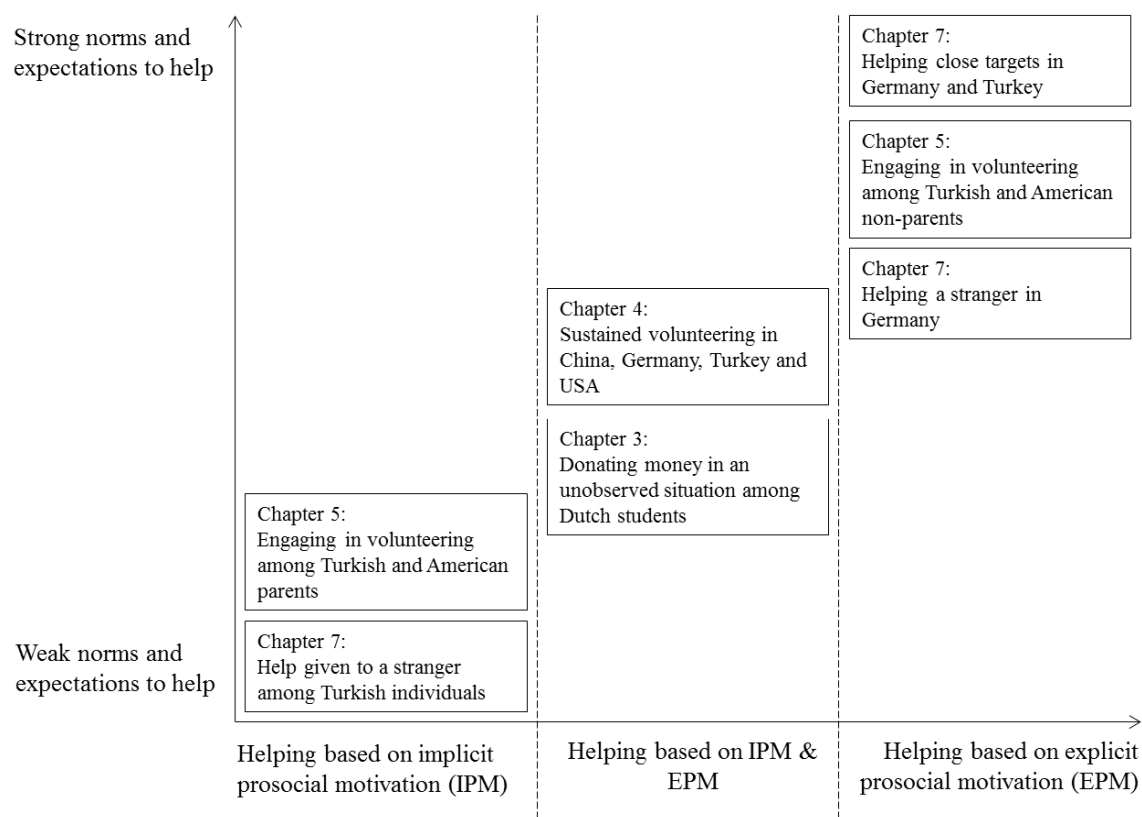 Strong norms and
expectations to help
Chapter 7:
Helping close targets in
Germany and Turkey
Chapter 5:
Engaging in volunteering
among Turkish and American
non-parents
Chapter 7:
Helping a stranger in
Germany
Chapter 4:
Sustained volunteering in
China, Germany, Turkey and
USA
Chapter 3:
Donating money in an
unobserved situation among
Dutch students
Chapter 5:
Engaging in volunteering
among Turkish and American
parents
Chapter 7:
Help given to a stranger
among Turkish individuals
Weak norms and
expectations to help
Helping based on implicit
prosocial motivation (IPM)
Helping based on IPM &
EPM
Helping based on explicit
prosocial motivation (EPM)